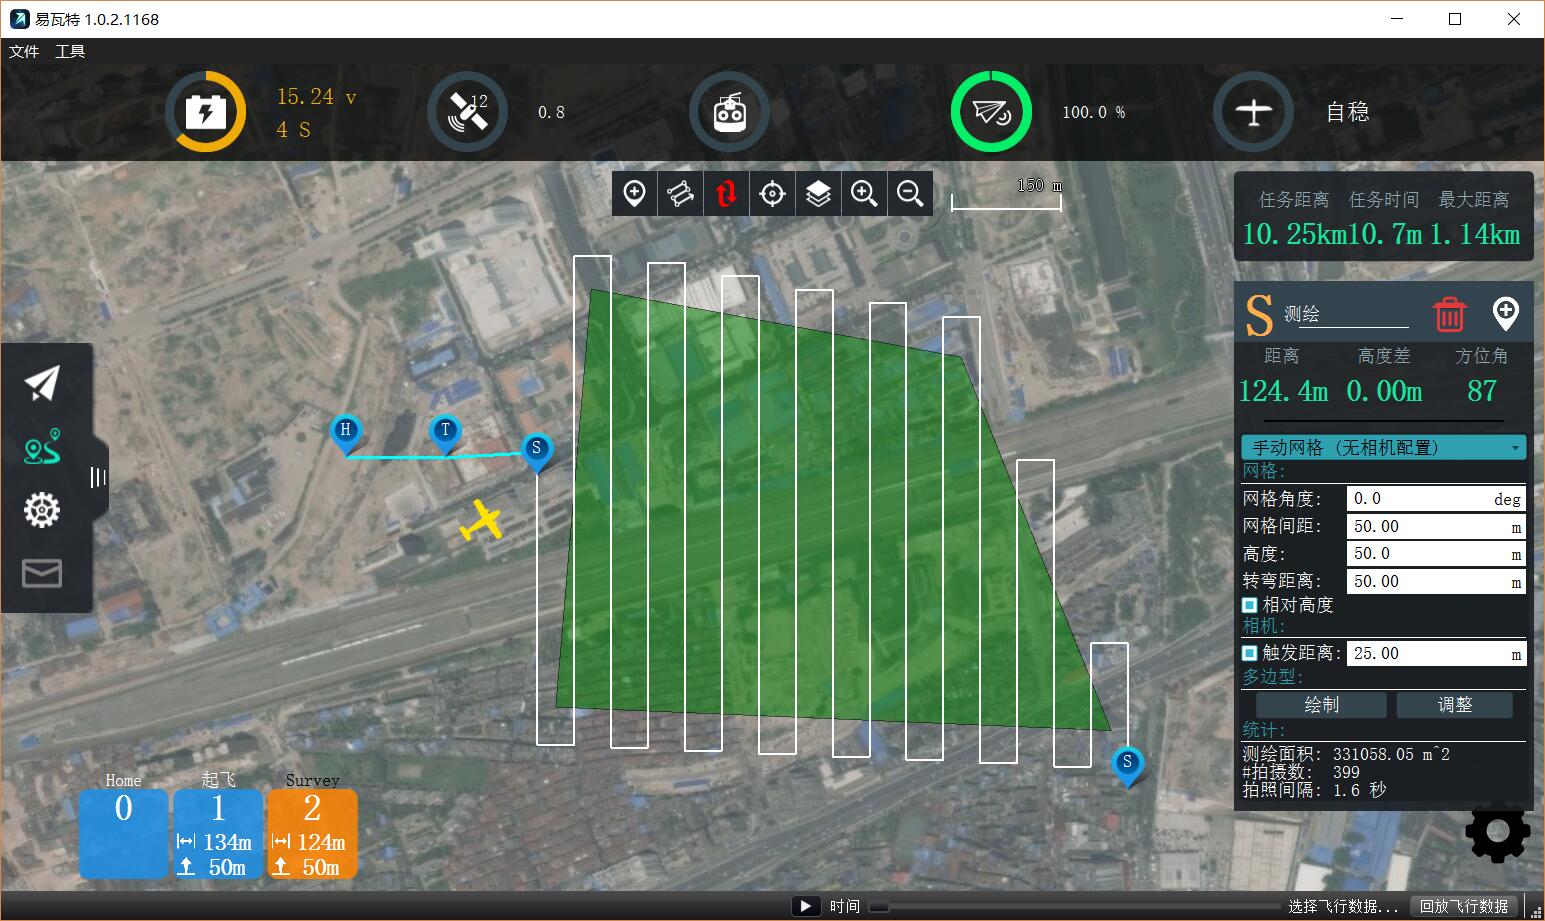 易瓦特 1.0.2.1168
文件 工具
15.24 v
4 S
12
0.8
100.0 %
自稳
150 m
任务距离 任务时间 最大距离
10.25km 10.7m 1.14km
S 测绘
距离 高度差 方位角
124.4m 0.00m 87
手动网格 (无相机配置)
网格:
网格角度: 0.0 deg
网格间距: 50.00 m
高度: 50.0 m
转弯距离: 50.00 m
相对高度
相机:
触发距离: 25.00 m
多边型:
绘制 调整
统计:
测绘面积: 331058.05 m^2
#拍摄数: 399
拍照间隔: 1.6 秒
H T S
S
Home 起飞 Survey
0 1 2
134m 124m
50m 50m
时间 选择飞行数据... 回放飞行数据